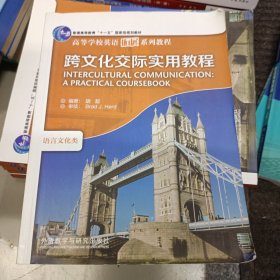 普通高等教育"十一五"国家级规划教材
高等学校英语拓展系列教程
跨文化交际实用教程
INTERCULTURAL COMMUNICATION:
A PRACTICAL COURSEBOOK
Brad J. Hard
语言文化类
外语教学与研究出版社